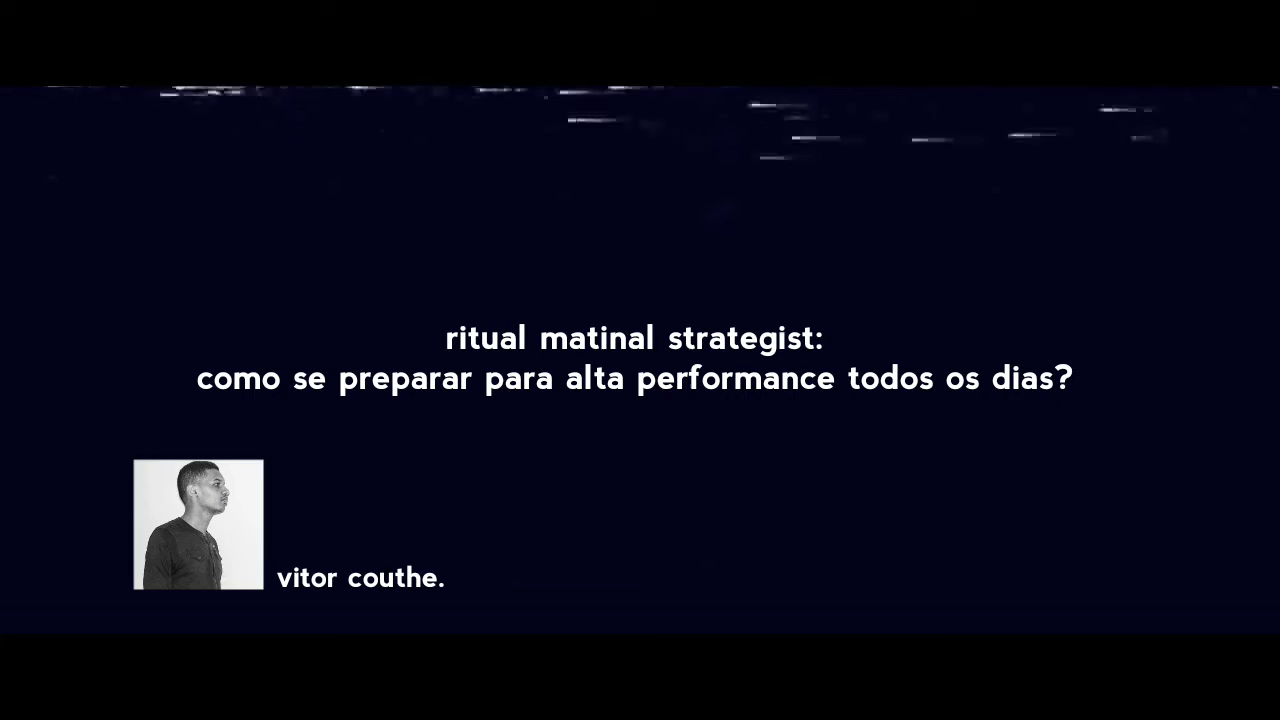 ritual matinal strategist:
como se preparar para alta performance todos os dias?
vitor couthe.